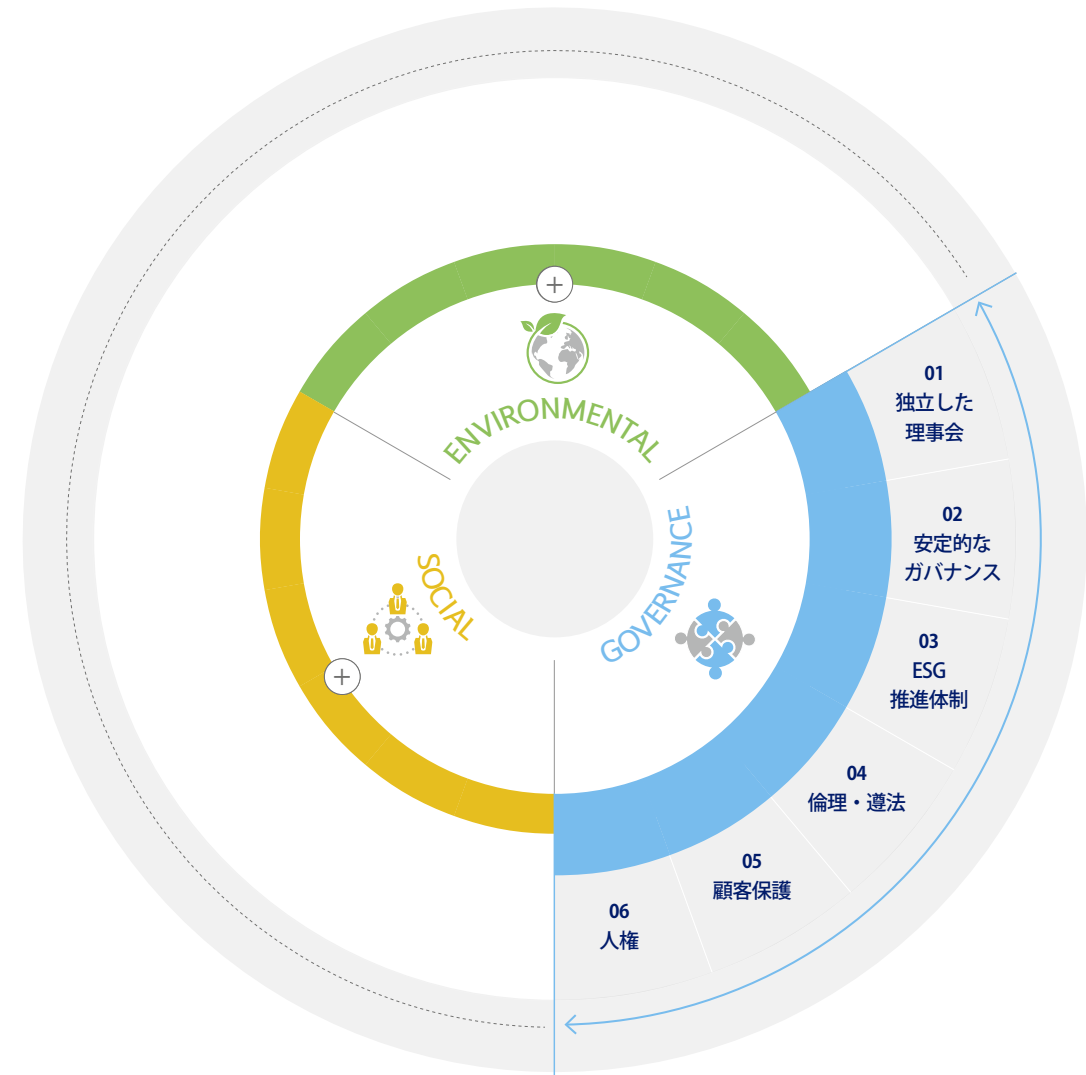 ENVIRONMENTAL
SOCIAL
GOVERNANCE
01
独立した
理事会
02
安定的な
ガバナンス
03
ESG
推進体制
04
倫理・遵法
05
顧客保護
06
人権